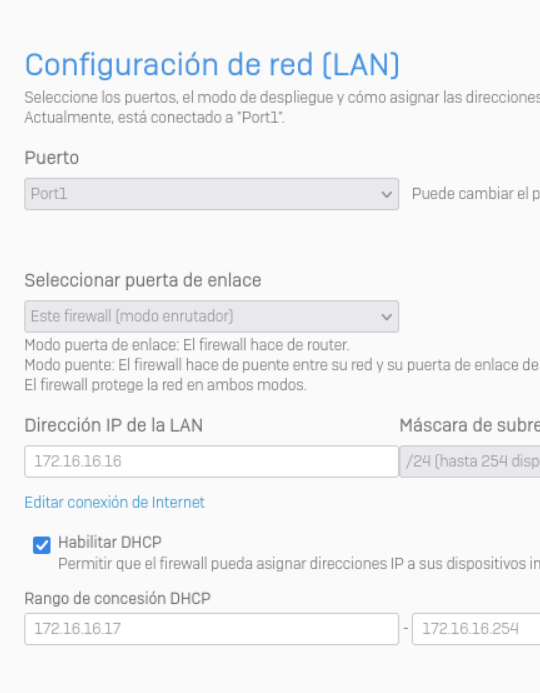 Configuración de red (LAN)
Seleccione los puertos, el modo de despliegue y cómo asignar las direcciones
Actualmente, está conectado a "Port1".
Puerto
Port1
Puede cambiar el p
Seleccionar puerta de enlace
Este firewall (modo enrutador)
Modo puerta de enlace: El firewall hace de router.
Modo puente: El firewall hace de puente entre su red y su puerta de enlace de
El firewall protege la red en ambos modos.
Dirección IP de la LAN Máscara de subre
172.16.16.16 /24 (hasta 254 disp
Editar conexión de Internet
Habilitar DHCP
Permitir que el firewall pueda asignar direcciones IP a sus dispositivos in
Rango de concesión DHCP
172.16.16.17 - 172.16.16.254